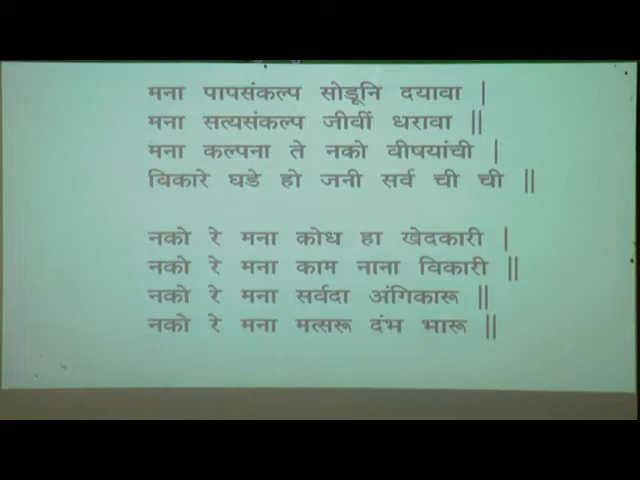 मना पापसंकल्प सोडूनि दयावा |
मना सत्यसंकल्प जीवीं धरावा ||
मना कल्पना ते नको वीषयांची |
विकारे घडे हो जनी सर्व ची ची ||
नको रे मना कोध हा खेदकारी |
नको रे मना काम नाना विकारी ||
नको रे मना सर्वदा अंगिकारू ||
नको रे मना मत्सरू दंभ भारू ||